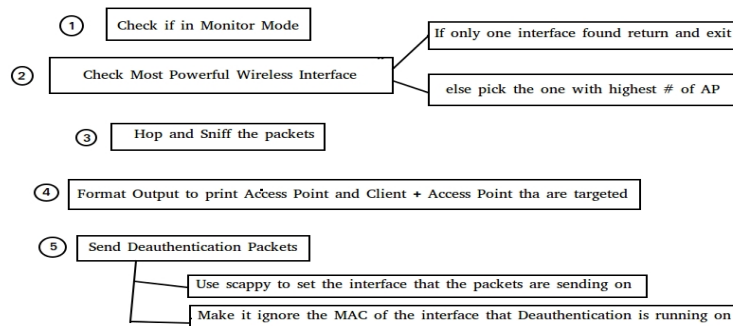 1 Check if in Monitor Mode
If only one interface found return and exit
2 Check Most Powerful Wireless Interface
else pick the one with highest # of AP
3 Hop and Sniff the packets
4 Format Output to print Access Point and Client + Access Point tha are targeted
5 Send Deauthentication Packets
Use scappy to set the interface that the packets are sending on
Make it ignore the MAC of the interface that Deauthentication is running on